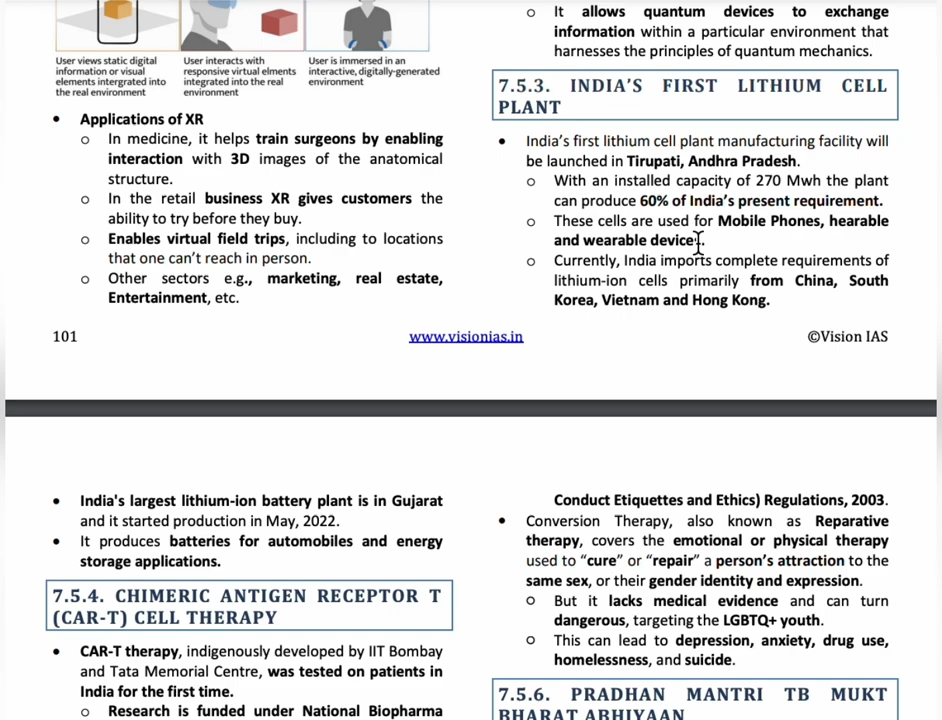 User views static digital
information or visual
elements intergrated into
the real environment
User interacts with
responsive virtual elments
integrated into the real
environment
User is immersed in an
interactive, digitally-generated
environment
• Applications of XR
o In medicine, it helps train surgeons by enabling
interaction with 3D images of the anatomical
structure.
o In the retail business XR gives customers the
ability to try before they buy.
o Enables virtual field trips, including to locations
that one can't reach in person.
o Other sectors e.g., marketing, real estate,
Entertainment, etc.
o It allows quantum devices to exchange
information within a particular environment that
harnesses the principles of quantum mechanics.
7.5.3. INDIA'S FIRST LITHIUM CELL
PLANT
• India's first lithium cell plant manufacturing facility will
be launched in Tirupati, Andhra Pradesh.
o With an installed capacity of 270 Mwh the plant
can produce 60% of India's present requirement.
o These cells are used for Mobile Phones, hearable
and wearable devices.
o Currently, India imports complete requirements of
lithium-ion cells primarily from China, South
Korea, Vietnam and Hong Kong.
101 www.visionias.in ©Vision IAS
• India's largest lithium-ion battery plant is in Gujarat
and it started production in May, 2022.
• It produces batteries for automobiles and energy
storage applications.
7.5.4. CHIMERIC ANTIGEN RECEPTOR T
(CAR-T) CELL THERAPY
• CAR-T therapy, indigenously developed by IIT Bombay
and Tata Memorial Centre, was tested on patients in
India for the first time.
o Research is funded under National Biopharma
Conduct Etiquettes and Ethics) Regulations, 2003.
• Conversion Therapy, also known as Reparative
therapy, covers the emotional or physical therapy
used to “cure” or “repair” a person's attraction to the
same sex, or their gender identity and expression.
o But it lacks medical evidence and can turn
dangerous, targeting the LGBTQ+ youth.
o This can lead to depression, anxiety, drug use,
homelessness, and suicide.
7.5.6. PRADHAN MANTRI TB MUKT
BHARAT ABHIYAAN